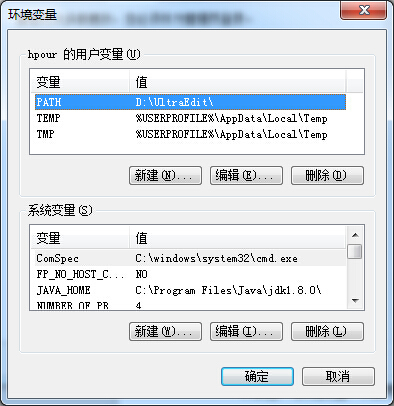 环境变量
hpour 的用户变量(U)
变量 值
PATH D:\UltraEdit\
TEMP %USERPROFILE%\AppData\Local\Temp
TMP %USERPROFILE%\AppData\Local\Temp
新建(N)... 编辑(E)... 删除(D)
系统变量(S)
变量 值
ComSpec C:\windows\system32\cmd.exe
FP_NO_HOST_C... NO
JAVA_HOME C:\Program Files\Java\jdk1.8.0\
NUMBER_OF_PR... 4
新建(W)... 编辑(I)... 删除(L)
确定 取消